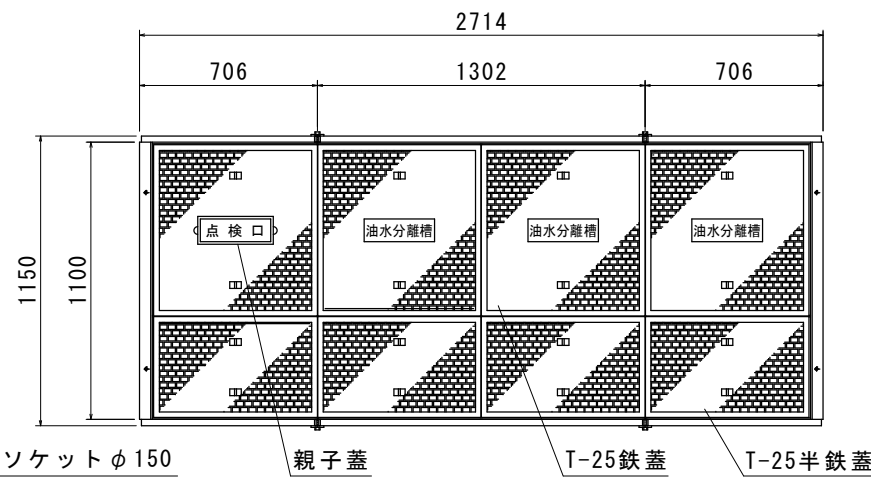 2714
706
1302
706
1150
1100
点検口
油水分離槽
油水分離槽
油水分離槽
ソケットφ150
親子蓋
T-25鉄蓋
T-25半鉄蓋